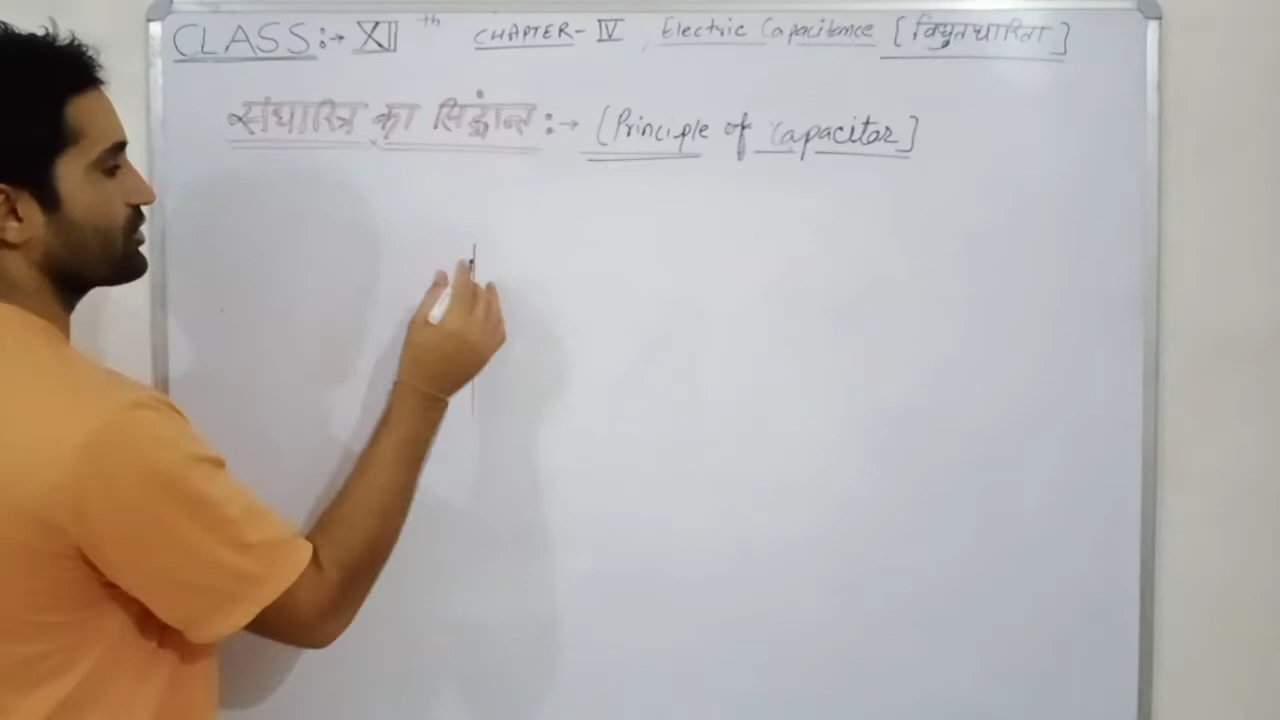 CLASS:→ XII th CHAPTER-IV, Electric Capacitance [विद्युतधारिता]
संधारित्र का सिद्धांन्त:→ [Principle of Capacitor]